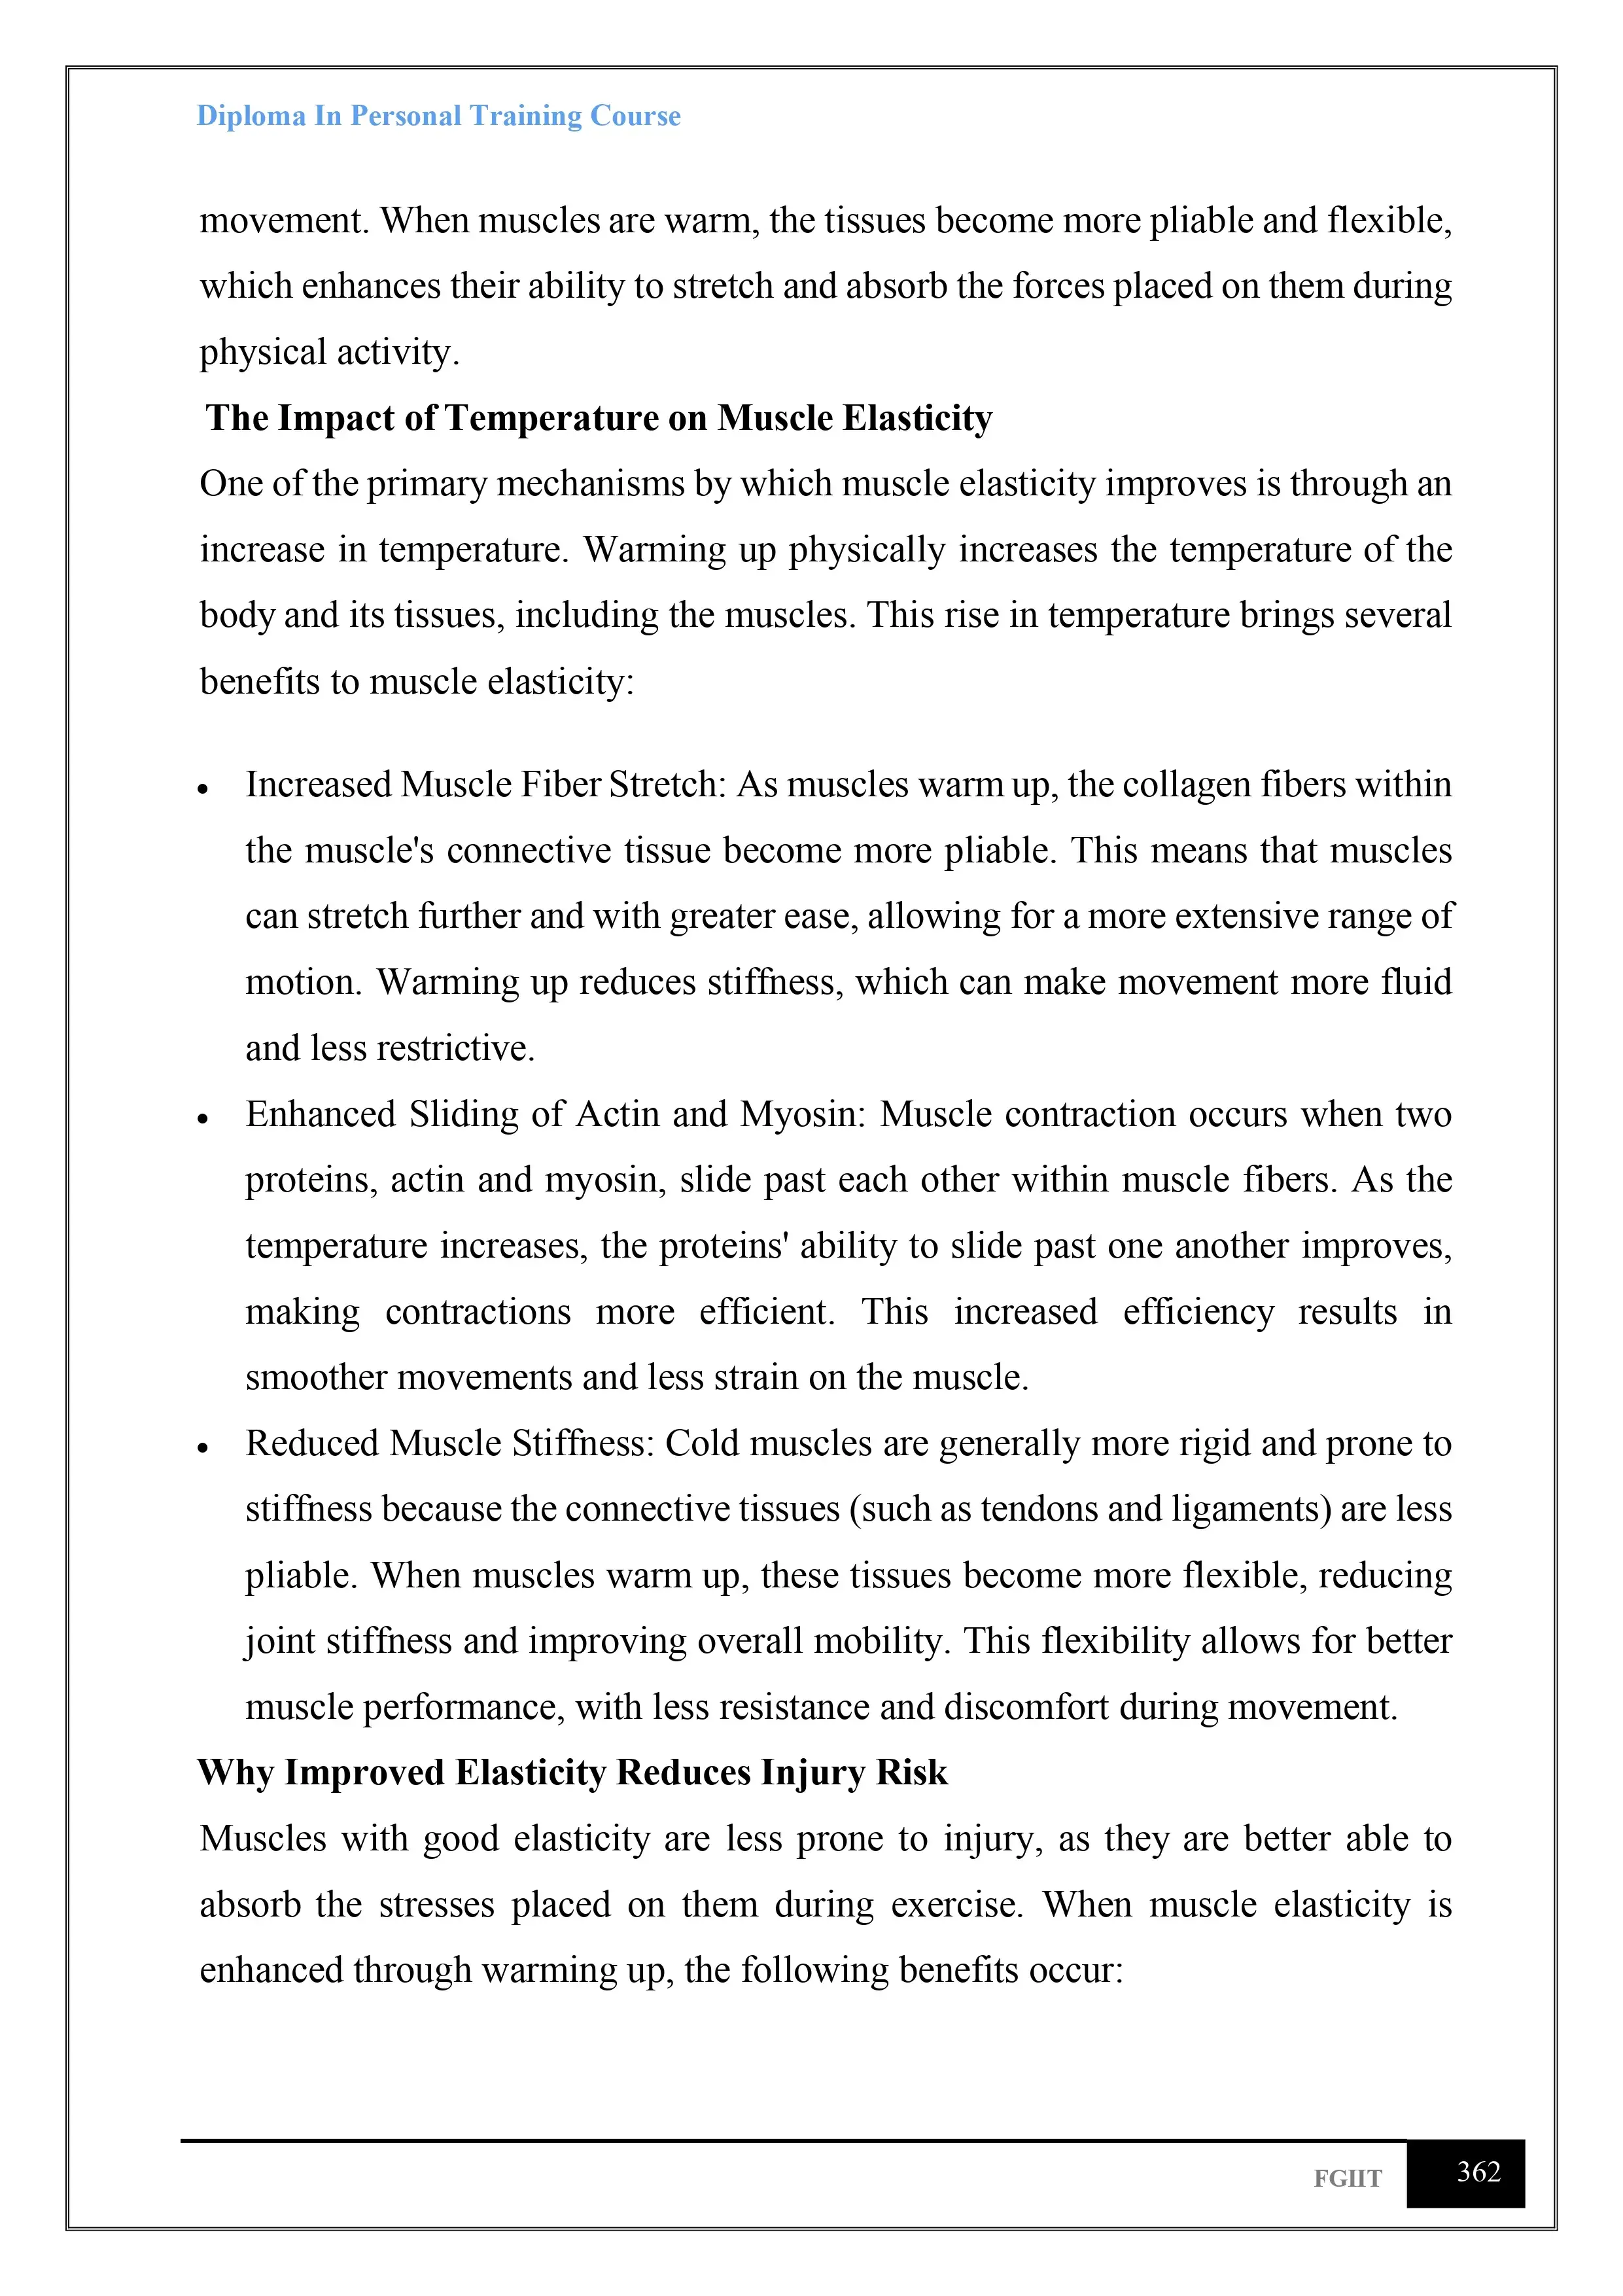 Diploma In Personal Training Course
movement. When muscles are warm, the tissues become more pliable and flexible,
which enhances their ability to stretch and absorb the forces placed on them during
physical activity.
The Impact of Temperature on Muscle Elasticity
One of the primary mechanisms by which muscle elasticity improves is through an
increase in temperature. Warming up physically increases the temperature of the
body and its tissues, including the muscles. This rise in temperature brings several
benefits to muscle elasticity:
• Increased Muscle Fiber Stretch: As muscles warm up, the collagen fibers within
the muscle's connective tissue become more pliable. This means that muscles
can stretch further and with greater ease, allowing for a more extensive range of
motion. Warming up reduces stiffness, which can make movement more fluid
and less restrictive.
• Enhanced Sliding of Actin and Myosin: Muscle contraction occurs when two
proteins, actin and myosin, slide past each other within muscle fibers. As the
temperature increases, the proteins' ability to slide past one another improves,
making contractions more efficient. This increased efficiency results in
smoother movements and less strain on the muscle.
• Reduced Muscle Stiffness: Cold muscles are generally more rigid and prone to
stiffness because the connective tissues (such as tendons and ligaments) are less
pliable. When muscles warm up, these tissues become more flexible, reducing
joint stiffness and improving overall mobility. This flexibility allows for better
muscle performance, with less resistance and discomfort during movement.
Why Improved Elasticity Reduces Injury Risk
Muscles with good elasticity are less prone to injury, as they are better able to
absorb the stresses placed on them during exercise. When muscle elasticity is
enhanced through warming up, the following benefits occur:
FGIIT 362